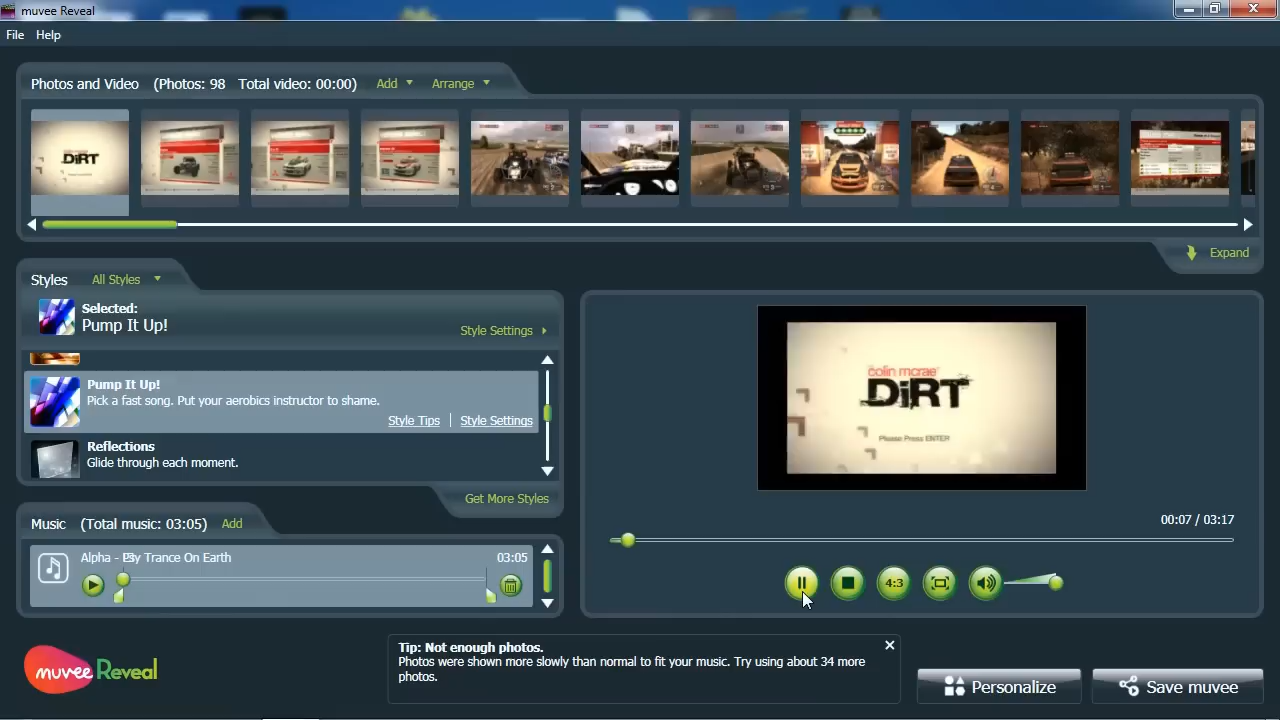 muvee Reveal
File Help
Photos and Video (Photos: 98 Total video: 00:00) Add Arrange
DiRT
Expand
Styles All Styles
Selected:
Pump It Up!
Style Settings
Pump It Up!
Pick a fast song. Put your aerobics instructor to shame.
Style Tips | Style Settings
Reflections
Glide through each moment.
Get More Styles
colin mcrae
DiRT
Please Press ENTER
00:07 / 03:17
4:3
Music (Total music: 03:05) Add
Alpha - Psy Trance On Earth 03:05
muvee Reveal
Tip: Not enough photos.
Photos were shown more slowly than normal to fit your music. Try using about 34 more
photos.
Personalize
Save muvee